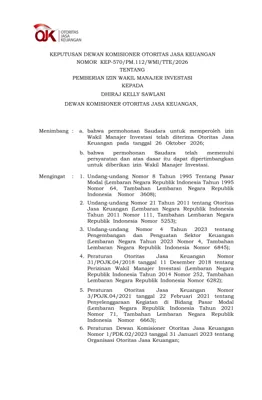 OTORITAS
JASA
KEUANGAN
KEPUTUSAN DEWAN KOMISIONER OTORITAS JASA KEUANGAN
NOMOR KEP-570/PM.112/WMI/TTE/2026
TENTANG
PEMBERIAN IZIN WAKIL MANAJER INVESTASI
KEPADA
DHIRAJ KELLY SAWLANI
DEWAN KOMISIONER OTORITAS JASA KEUANGAN,
Menimbang : a. bahwa permohonan Saudara untuk memperoleh izin
Wakil Manajer Investasi telah diterima Otoritas Jasa
Keuangan pada tanggal 26 Oktober 2026;
b. bahwa permohonan Saudara telah memenuhi
persyaratan dan atas dasar itu dapat dipertimbangkan
untuk diberikan izin Wakil Manajer Investasi.
Mengingat : 1. Undang-undang Nomor 8 Tahun 1995 Tentang Pasar
Modal (Lembaran Negara Republik Indonesia Tahun 1995
Nomor 64, Tambahan Lembaran Negara Republik
Indonesia Nomor 3608);
2. Undang-undang Nomor 21 Tahun 2011 tentang Otoritas
Jasa Keuangan (Lembaran Negara Republik Indonesia
Tahun 2011 Nomor 111, Tambahan Lembaran Negara
Republik Indonesia Nomor 5253);
3. Undang-undang Nomor 4 Tahun 2023 tentang
Pengembangan dan Penguatan Sektor Keuangan
(Lembaran Negara Tahun 2023 Nomor 4, Tambahan
Lembaran Negara Republik Indonesia Nomor 6845);
4. Peraturan Otoritas Jasa Keuangan Nomor
31/POJK.04/2018 tanggal 11 Desember 2018 tentang
Perizinan Wakil Manajer Investasi (Lembaran Negara
Republik Indonesia Tahun 2014 Nomor 252, Tambahan
Lembaran Negara Republik Indonesia Nomor 6282);
5. Peraturan Otoritas Jasa Keuangan Nomor
3/POJK.04/2021 tanggal 22 Februari 2021 tentang
Penyelenggaraan Kegiatan di Bidang Pasar Modal
(Lembaran Negara Republik Indonesia Tahun 2021
Nomor 71, Tambahan Lembaran Negara Republik
Indonesia Nomor 6663);
6. Peraturan Dewan Komisioner Otoritas Jasa Keuangan
Nomor 1/PDK.02/2023 tanggal 31 Januari 2023 tentang
Organisasi Otoritas Jasa Keuangan;